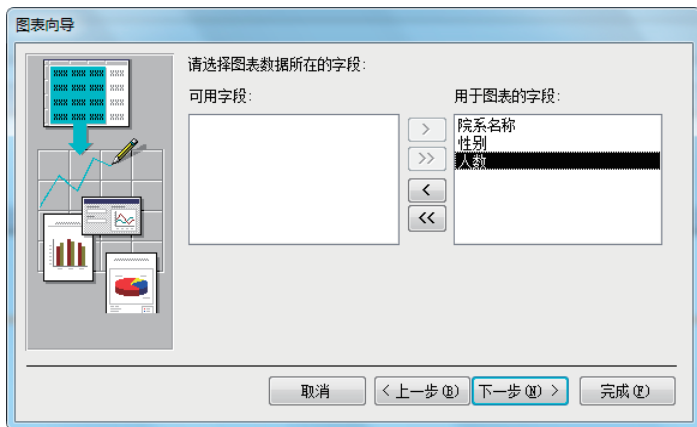 图表向导
请选择图表数据所在的字段:
可用字段:
用于图表的字段:
>
院系名称
>>
性别
人数
<
<<
取消
< 上一步(B)
下一步(N) >
完成(F)